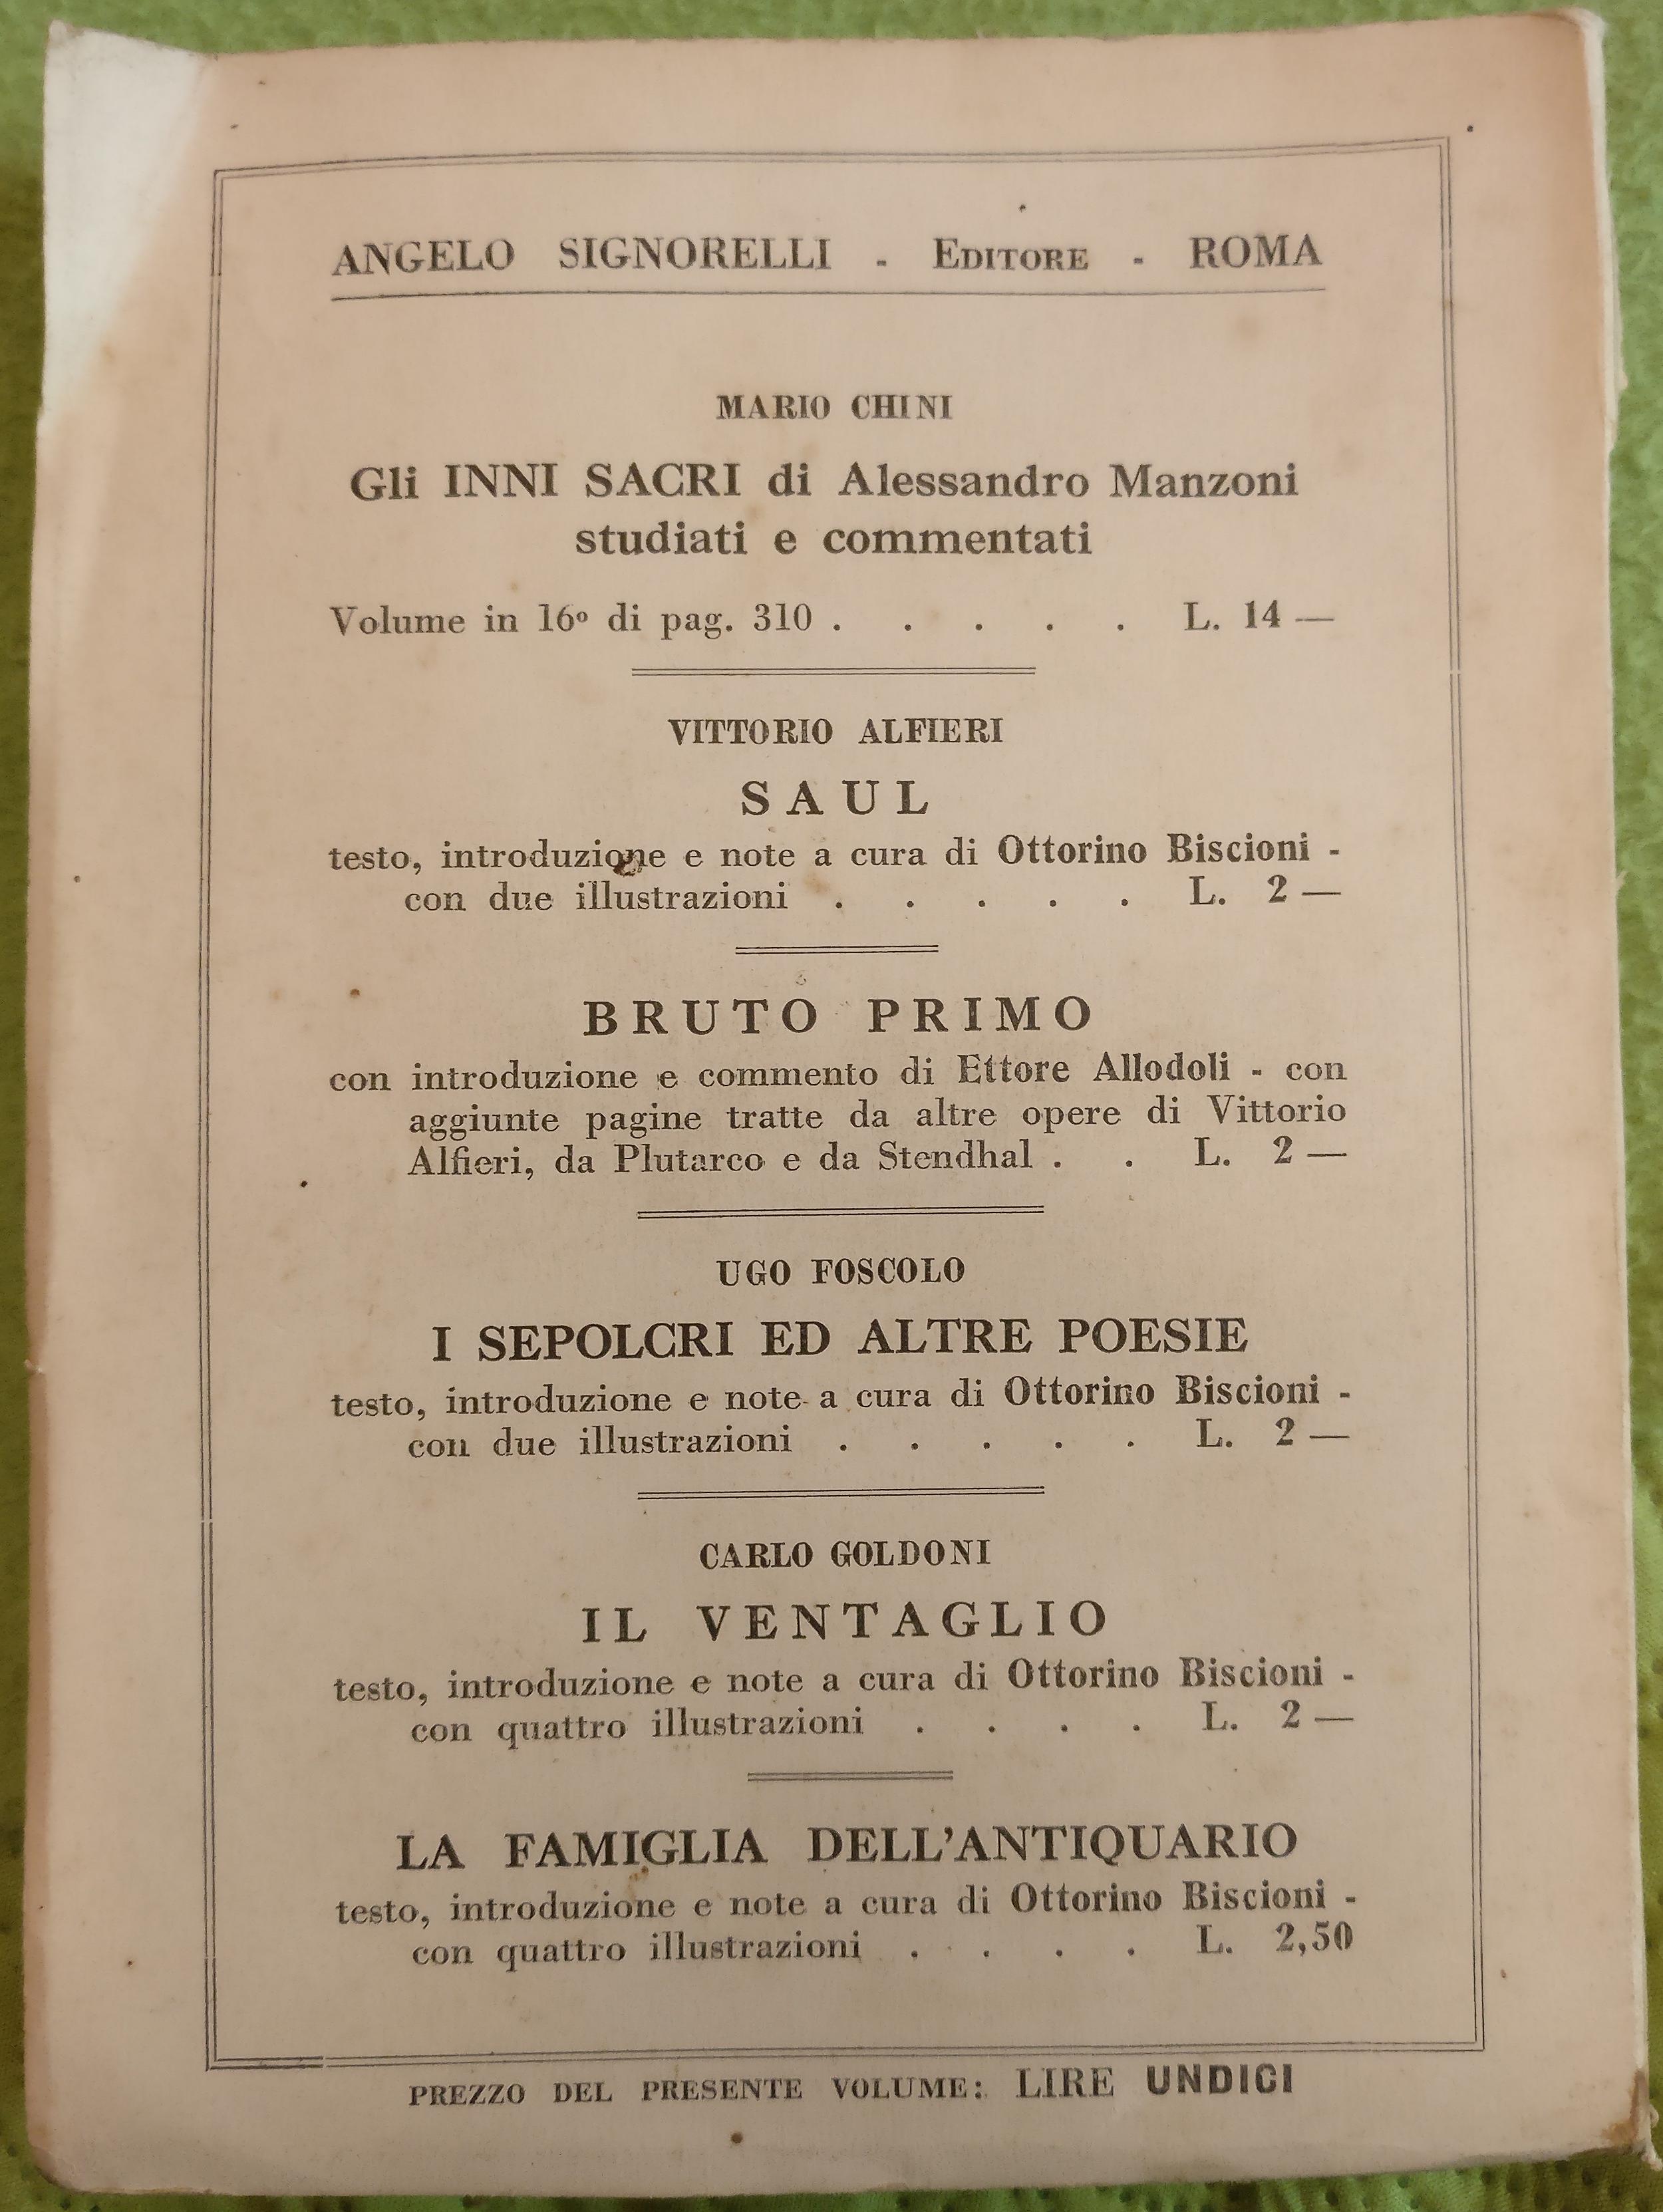 ANGELO SIGNORELLI - EDITORE - ROMA
MARIO CHINI
Gli INNI SACRI di Alessandro Manzoni
studiati e commentati
Volume in 16º di pag. 310 . . . . . L. 14 —
VITTORIO ALFIERI
SAUL
testo, introduzione e note a cura di Ottorino Biscioni -
con due illustrazioni . . . . . L. 2 —
BRUTO PRIMO
con introduzione e commento di Ettore Allodoli - con
aggiunte pagine tratte da altre opere di Vittorio
Alfieri, da Plutarco e da Stendhal . . L. 2 —
UGO FOSCOLO
I SEPOLCRI ED ALTRE POESIE
testo, introduzione e note a cura di Ottorino Biscioni -
con due illustrazioni . . . . . L. 2 —
CARLO GOLDONI
IL VENTAGLIO
testo, introduzione e note a cura di Ottorino Biscioni -
con quattro illustrazioni . . . . L. 2 —
LA FAMIGLIA DELL'ANTIQUARIO
testo, introduzione e note a cura di Ottorino Biscioni -
con quattro illustrazioni . . . . L. 2,50
PREZZO DEL PRESENTE VOLUME: LIRE UNDICI